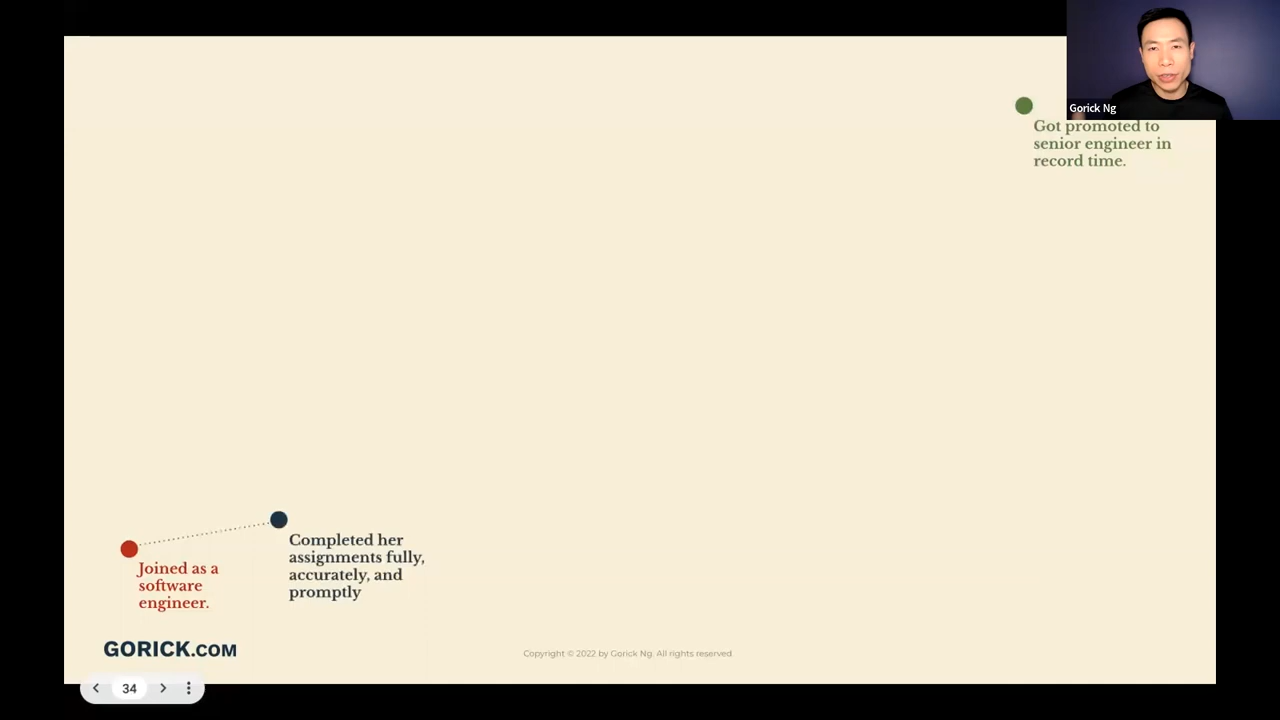 Gorick Ng
Got promoted to
senior engineer in
record time.
Completed her
assignments fully,
accurately, and
promptly
Joined as a
software
engineer.
GORICK.COM
Copyright © 2022 by Gorick Ng. All rights reserved
34